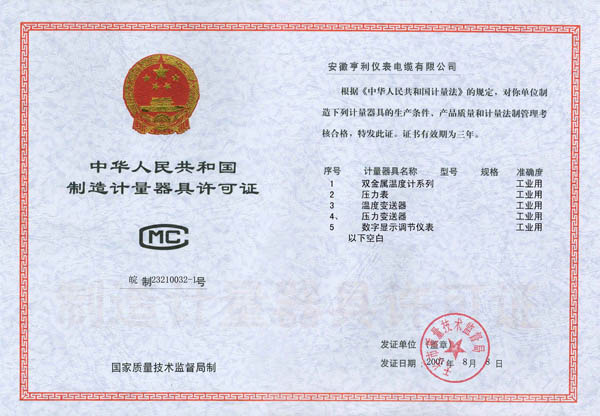 中华人民共和国
制造计量器具许可证
CMC
皖 制23210032-1号
国家质量技术监督局制
安徽亨利仪表电缆有限公司
根据《中华人民共和国计量法》的规定，对你单位制
造下列计量器具的生产条件、产品质量和计量法制管理考
核合格，特发此证。证书有效期为三年。
序号 计量器具名称 型号 规格 准确度
1 双金属温度计系列 工业用
2 压力表 工业用
3 温度变送器 工业用
4、 压力变送器 工业用
5 数字显示调节仪表 工业用
以下空白
发证单位（盖章）
发证日期：2007年 8月 8日
市质量技术监督局